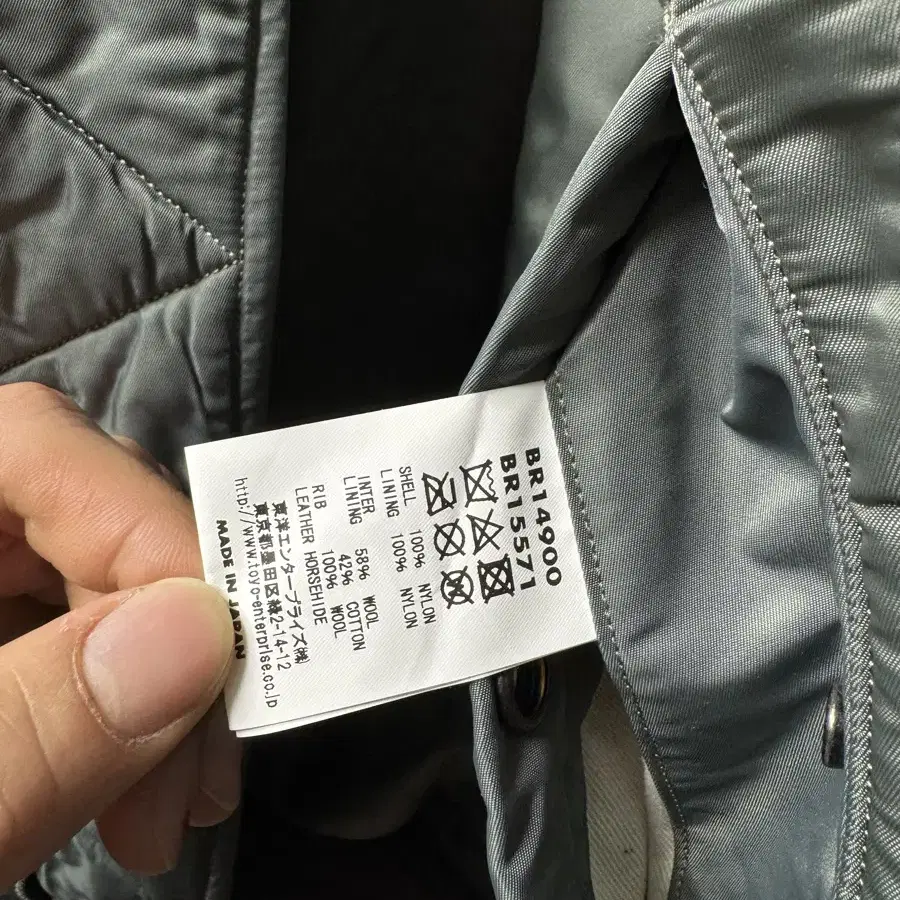 BR14900
BR15571
SHELL 100% NYLON
LINING 100% NYLON
INTER 58% WOOL
LINING 42% COTTON
RIB 100% WOOL
LEATHER HORSEHIDE
東洋エンタープライズ㈱
東京都墨田区緑2-14-12
http://www.toyo-enterprise.co.jp
MADE IN JAPAN